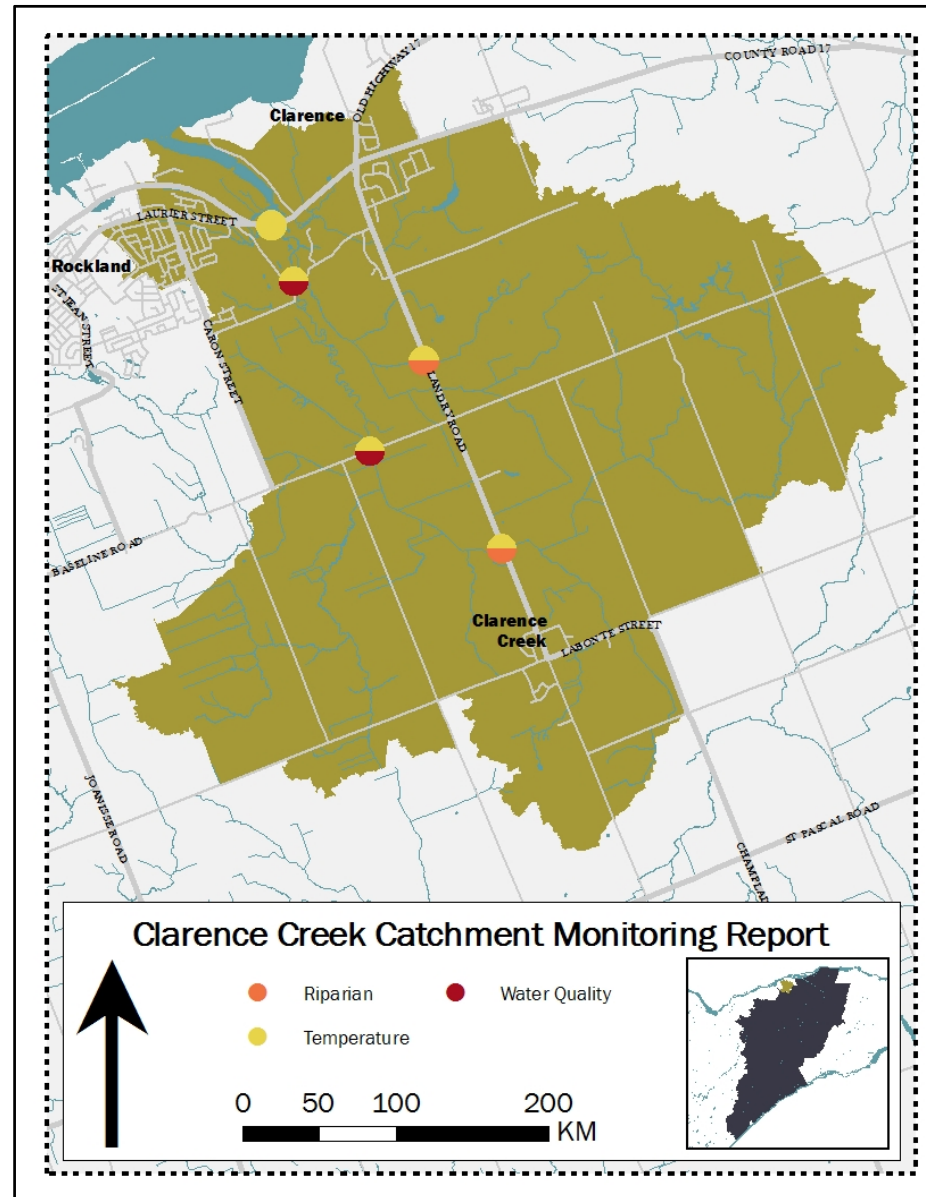 OLD HIGHWAY 17
COUNTY ROAD 17
Clarence
LAURIER STREET
Rockland
ST JEAN STREET
CARON STREET
LANDRY ROAD
BASELINE ROAD
Clarence
Creek
LABONTE STREET
JOANISSE ROAD
ST PASCAL ROAD
CHAMPLA
Clarence Creek Catchment Monitoring Report
Riparian
Water Quality
Temperature
0 50 100 200
KM